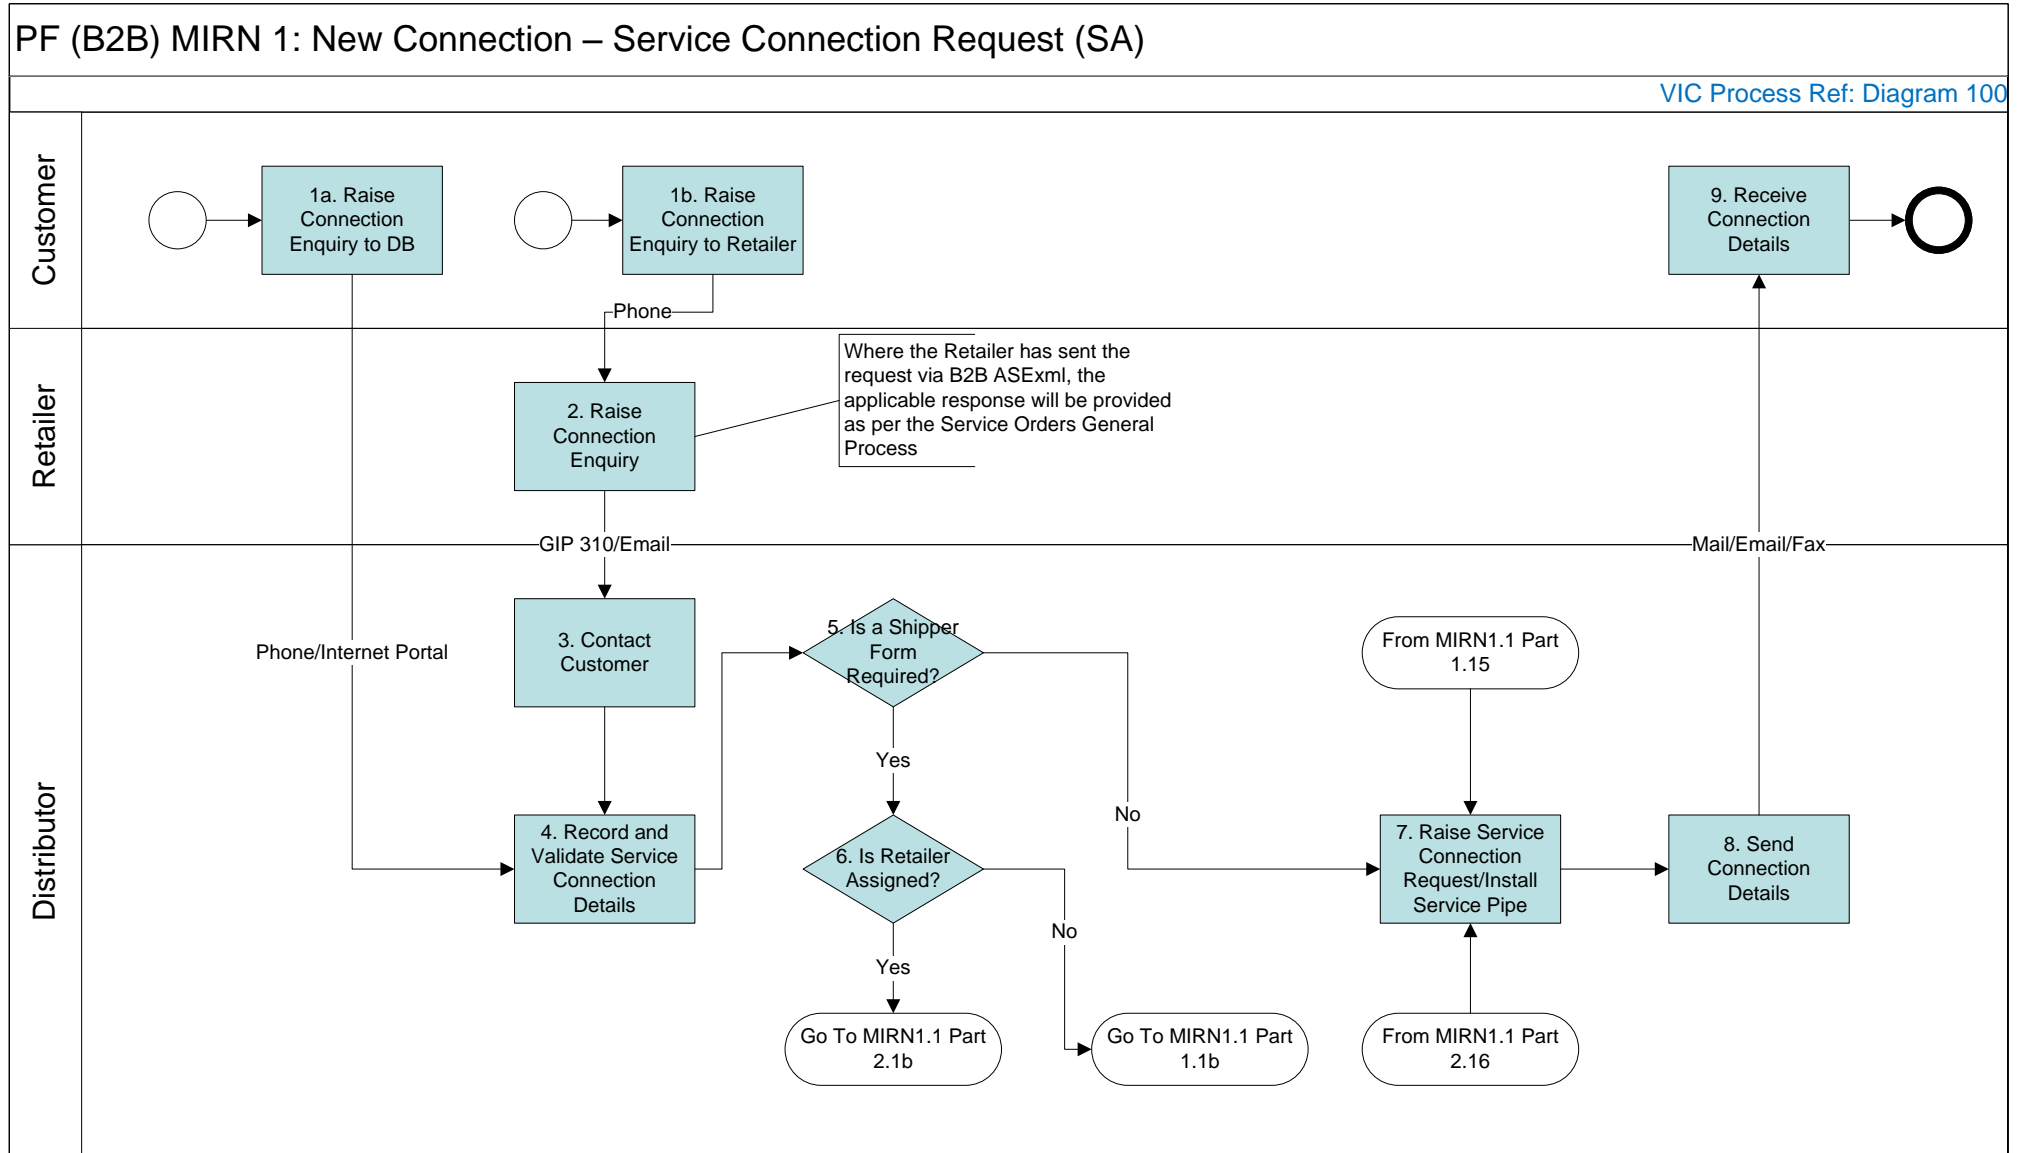 PF (B2B) MIRN 1: New Connection – Service Connection Request (SA)
VIC Process Ref: Diagram 100
Customer
1a. Raise
Connection
Enquiry to DB
1b. Raise
Connection
Enquiry to Retailer
9. Receive
Connection
Details
Phone
Retailer
2. Raise
Connection
Enquiry
Where the Retailer has sent the
request via B2B ASExml, the
applicable response will be provided
as per the Service Orders General
Process
GIP 310/Email
Mail/Email/Fax
Distributor
Phone/Internet Portal
3. Contact
Customer
5. Is a Shipper
Form
Required?
From MIRN1.1 Part
1.15
Yes
No
4. Record and
Validate Service
Connection
Details
6. Is Retailer
Assigned?
7. Raise Service
Connection
Request/Install
Service Pipe
8. Send
Connection
Details
No
Yes
Go To MIRN1.1 Part
2.1b
Go To MIRN1.1 Part
1.1b
From MIRN1.1 Part
2.16